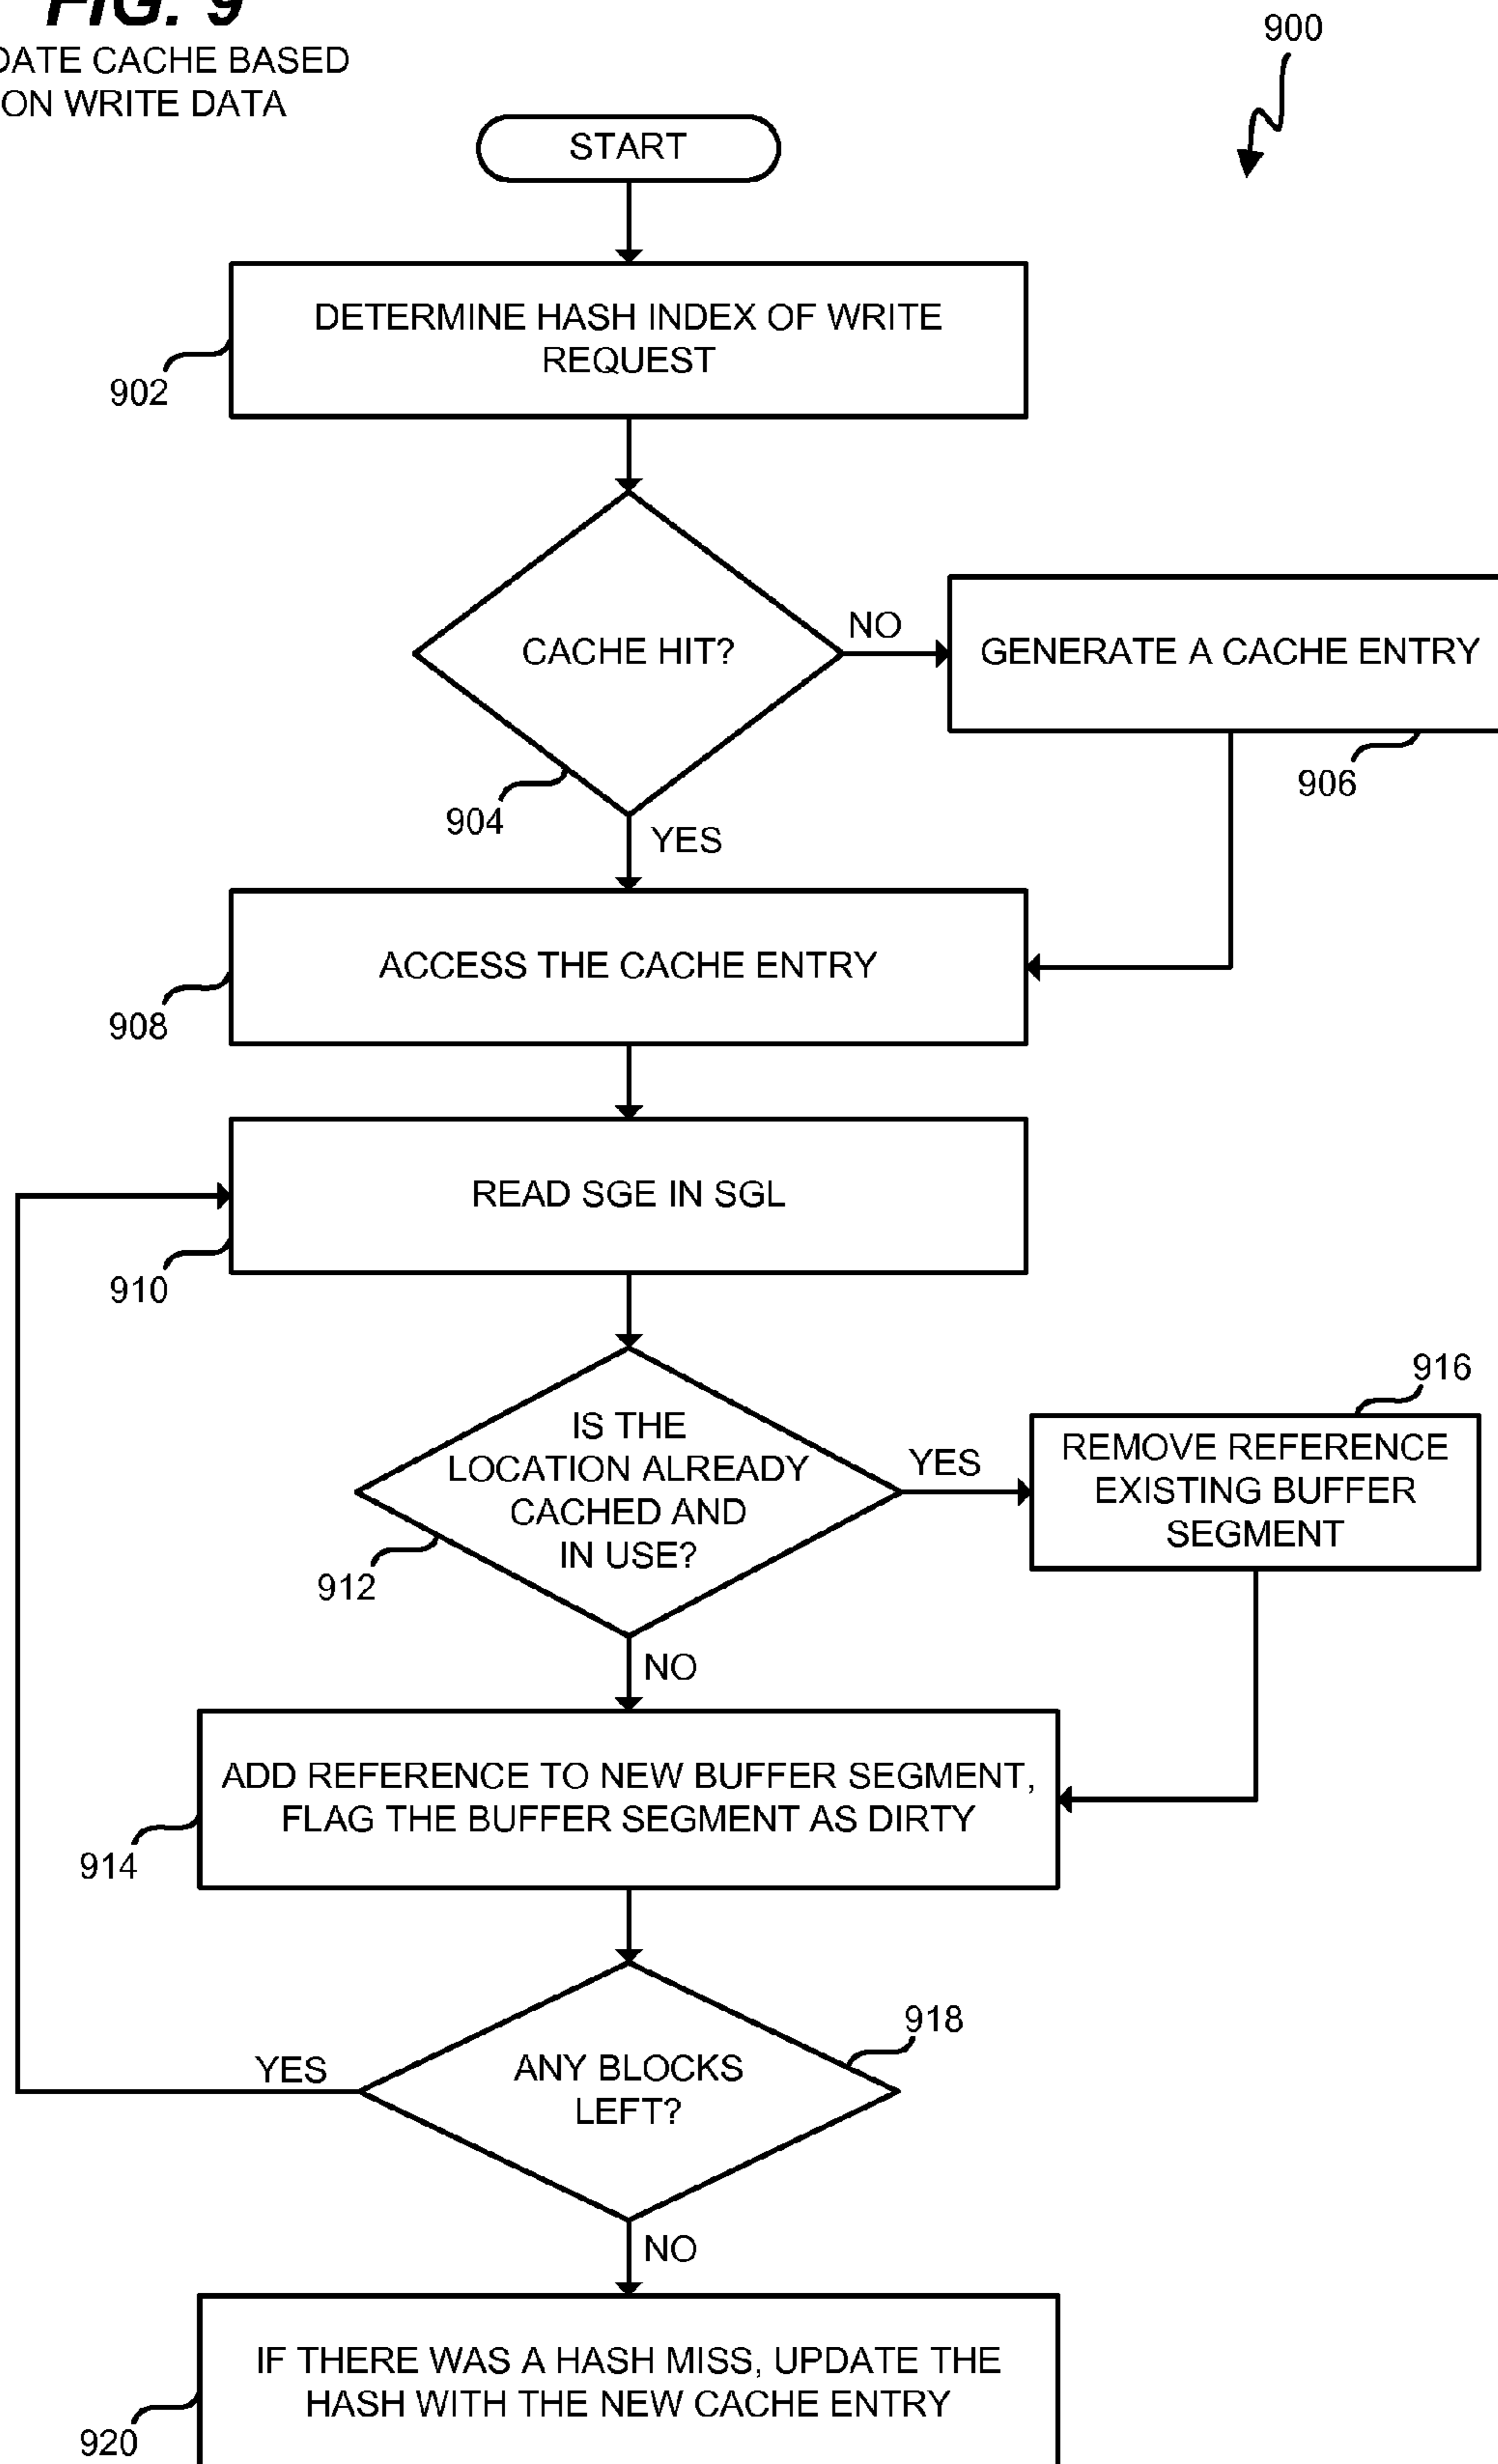 FIG. 9
DATE CACHE BASED
ON WRITE DATA
900
START
DETERMINE HASH INDEX OF WRITE
REQUEST
902
CACHE HIT?
NO
GENERATE A CACHE ENTRY
906
904
YES
ACCESS THE CACHE ENTRY
908
READ SGE IN SGL
910
916
IS THE
LOCATION ALREADY
CACHED AND
IN USE?
YES
REMOVE REFERENCE
EXISTING BUFFER
SEGMENT
912
NO
ADD REFERENCE TO NEW BUFFER SEGMENT,
FLAG THE BUFFER SEGMENT AS DIRTY
914
918
YES
ANY BLOCKS
LEFT?
NO
IF THERE WAS A HASH MISS, UPDATE THE
HASH WITH THE NEW CACHE ENTRY
920